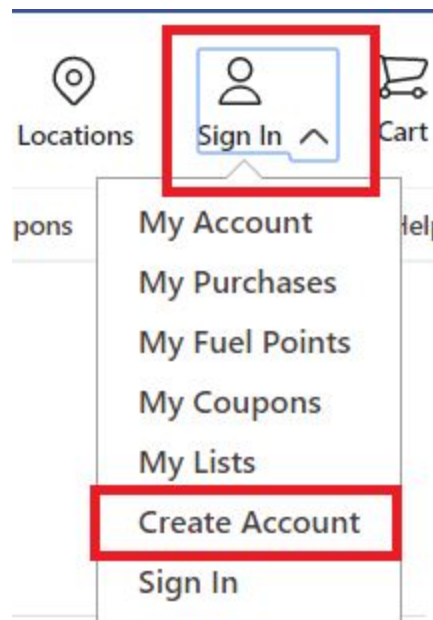 Locations
Sign In
Cart
pons
Help
My Account
My Purchases
My Fuel Points
My Coupons
My Lists
Create Account
Sign In